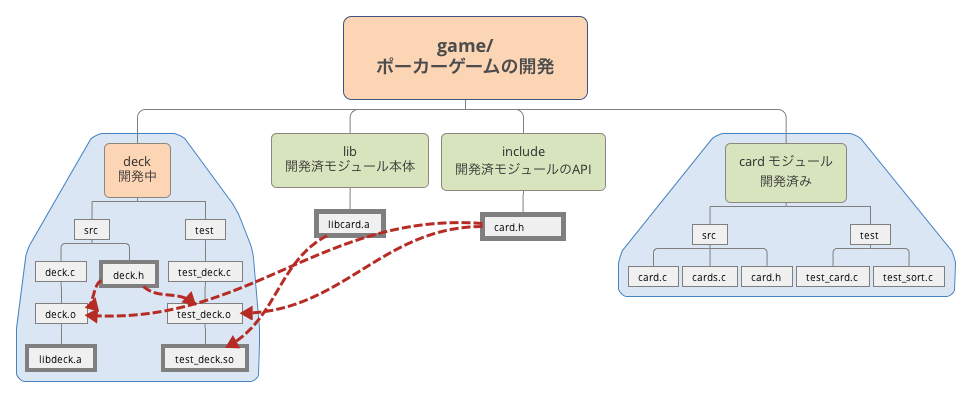 game/
ポーカーゲームの開発
deck
開発中
lib
開発済モジュール本体
include
開発済モジュールのAPI
card モジュール
開発済み
src
test
libcard.a
card.h
src
test
deck.c
deck.h
test_deck.c
card.c
cards.c
card.h
test_card.c
test_sort.c
deck.o
test_deck.o
libdeck.a
test_deck.so